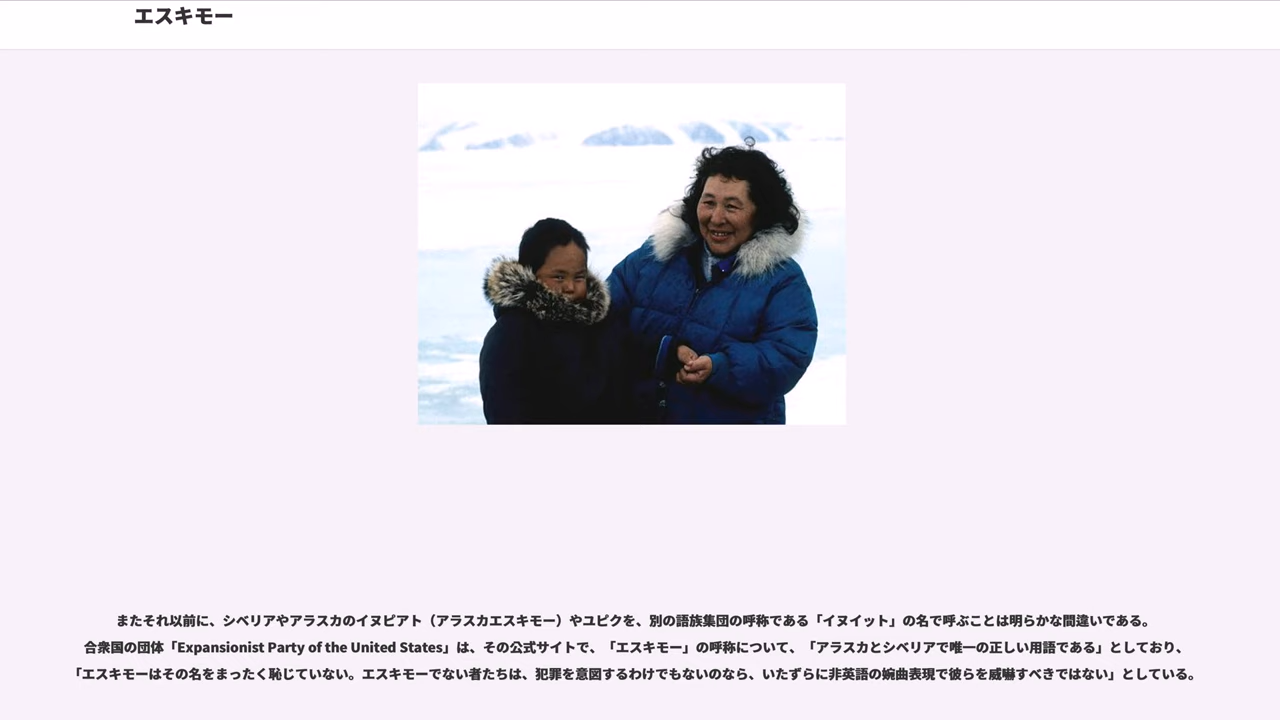 エスキモー
またそれ以前に、シベリアやアラスカのイヌピアト（アラスカエスキモー）やユピクを、別の語族集団の呼称である「イヌイット」の名で呼ぶことは明らかな間違いである。
合衆国の団体「Expansionist Party of the United States」は、その公式サイトで、「エスキモー」の呼称について、「アラスカとシベリアで唯一の正しい用語である」としており、
「エスキモーはその名をまったく恥じていない。エスキモーでない者たちは、犯罪を意図するわけでもないのなら、いたずらに非英語の婉曲表現で彼らを威嚇すべきではない」としている。